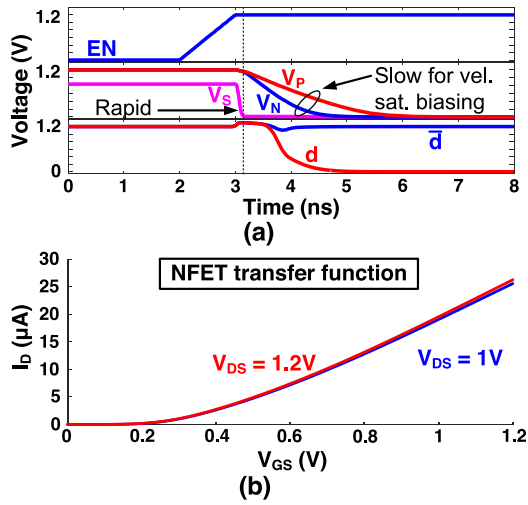 EN
1.2
Voltage (V)
1.2
V_P
Slow for vel.
sat. biasing
V_S
V_N
Rapid
1.2
d
d̅
0
0 1 2 3 4 5 6 7 8
Time (ns)
(a)
30
NFET transfer function
25
20
15
V_DS = 1.2V
V_DS = 1V
10
5
0
I_D (µA)
0 0.2 0.4 0.6 0.8 1.0 1.2
V_GS (V)
(b)